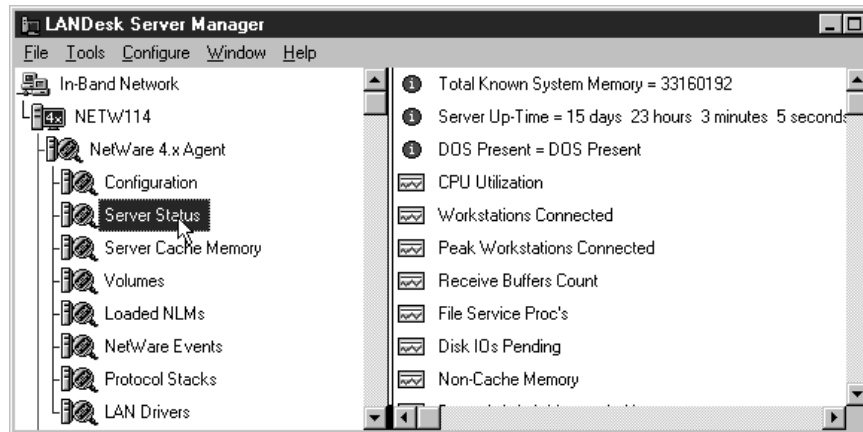 LANDesk Server Manager
File Tools Configure Window Help
In-Band Network
4x NETW114
NetWare 4.x Agent
Configuration
Server Status
Server Cache Memory
Volumes
Loaded NLMs
NetWare Events
Protocol Stacks
LAN Drivers
Total Known System Memory = 33160192
Server Up-Time = 15 days 23 hours 3 minutes 5 seconds
DOS Present = DOS Present
CPU Utilization
Workstations Connected
Peak Workstations Connected
Receive Buffers Count
File Service Proc's
Disk IOs Pending
Non-Cache Memory